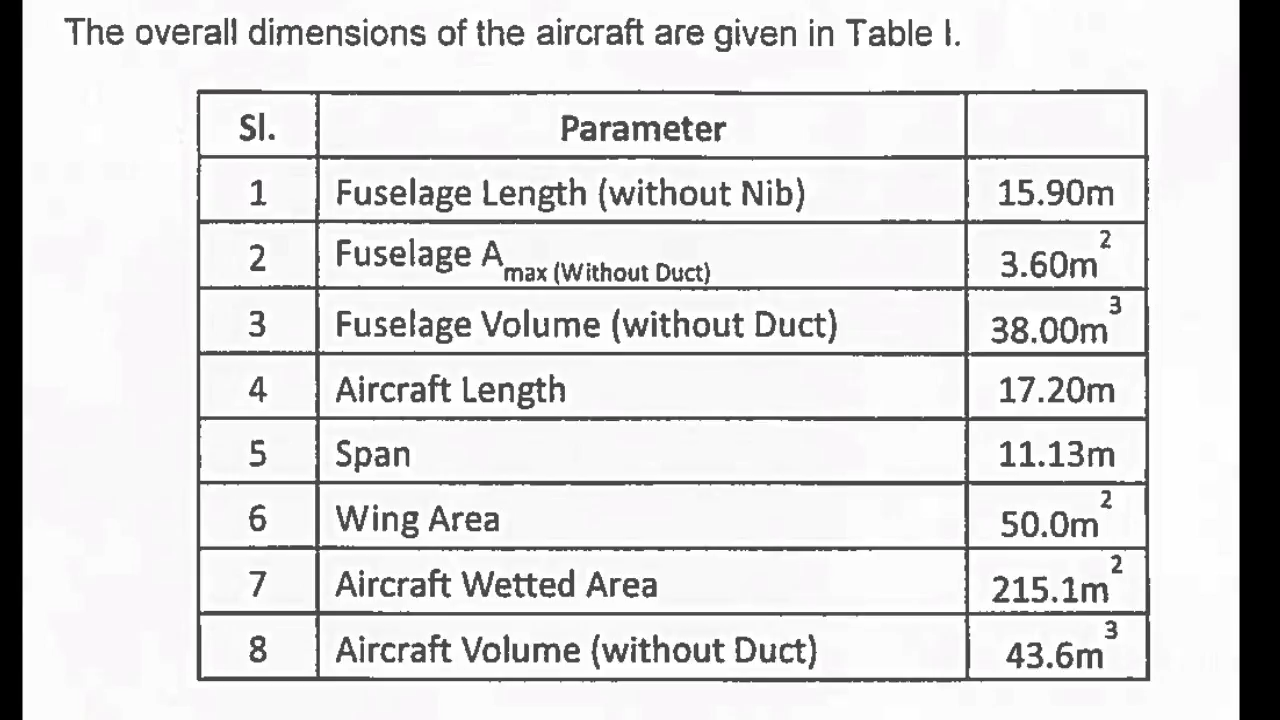 The overall dimensions of the aircraft are given in Table I.
Sl. Parameter
1 Fuselage Length (without Nib) 15.90m
2 Fuselage A max (Without Duct) 3.60m²
3 Fuselage Volume (without Duct) 38.00m³
4 Aircraft Length 17.20m
5 Span 11.13m
6 Wing Area 50.0m²
7 Aircraft Wetted Area 215.1m²
8 Aircraft Volume (without Duct) 43.6m³